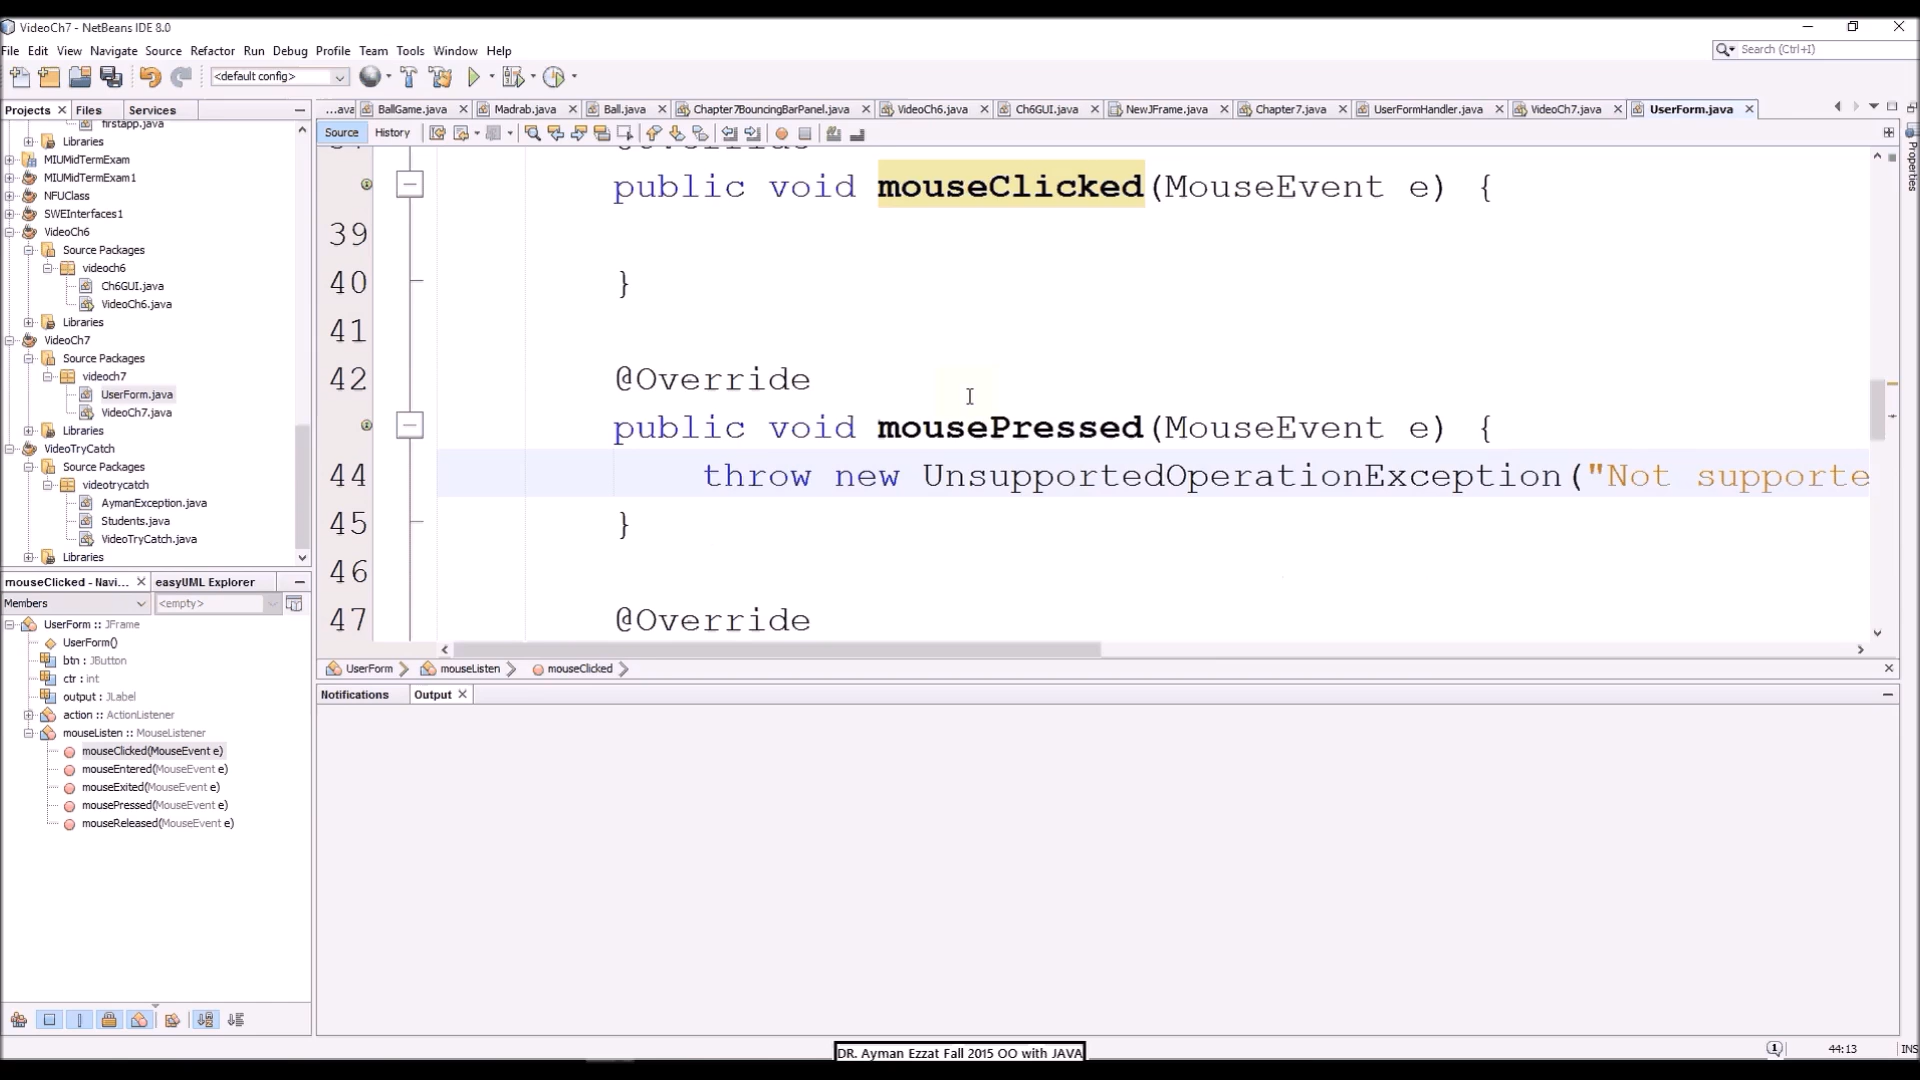 VideoCh7 - NetBeans IDE 8.0
File Edit View Navigate Source Refactor Run Debug Profile Team Tools Window Help
Search (Ctrl+I)
<default config>
Projects Files Services
...ava BallGame.java Madrab.java Ball.java Chapter7BouncingBarPanel.java VideoCh6.java Ch6GUI.java NewJFrame.java Chapter7.java UserFormHandler.java VideoCh7.java UserForm.java
Source History
Properties
firstapp.java
Libraries
MIUMidTermExam
MIUMidTermExam1
NFUClass
SWEInterfaces1
VideoCh6
Source Packages
videoch6
Ch6GUI.java
VideoCh6.java
Libraries
VideoCh7
Source Packages
videoch7
UserForm.java
VideoCh7.java
Libraries
VideoTryCatch
Source Packages
videotrycatch
AymanException.java
Students.java
VideoTryCatch.java
Libraries
@Override
public void mouseClicked(MouseEvent e) {
39
40 }
41
42 @Override
public void mousePressed(MouseEvent e) {
44 throw new UnsupportedOperationException("Not supporte
45 }
46
47 @Override
UserForm mouseListen mouseClicked
mouseClicked - Navi... easyUML Explorer
Members <empty>
UserForm :: JFrame
UserForm()
btn : JButton
ctr : int
output : JLabel
action :: ActionListener
mouseListen :: MouseListener
mouseClicked(MouseEvent e)
mouseEntered(MouseEvent e)
mouseExited(MouseEvent e)
mousePressed(MouseEvent e)
mouseReleased(MouseEvent e)
Notifications Output
DR. Ayman Ezzat Fall 2015 OO with JAVA
1 44:13 INS